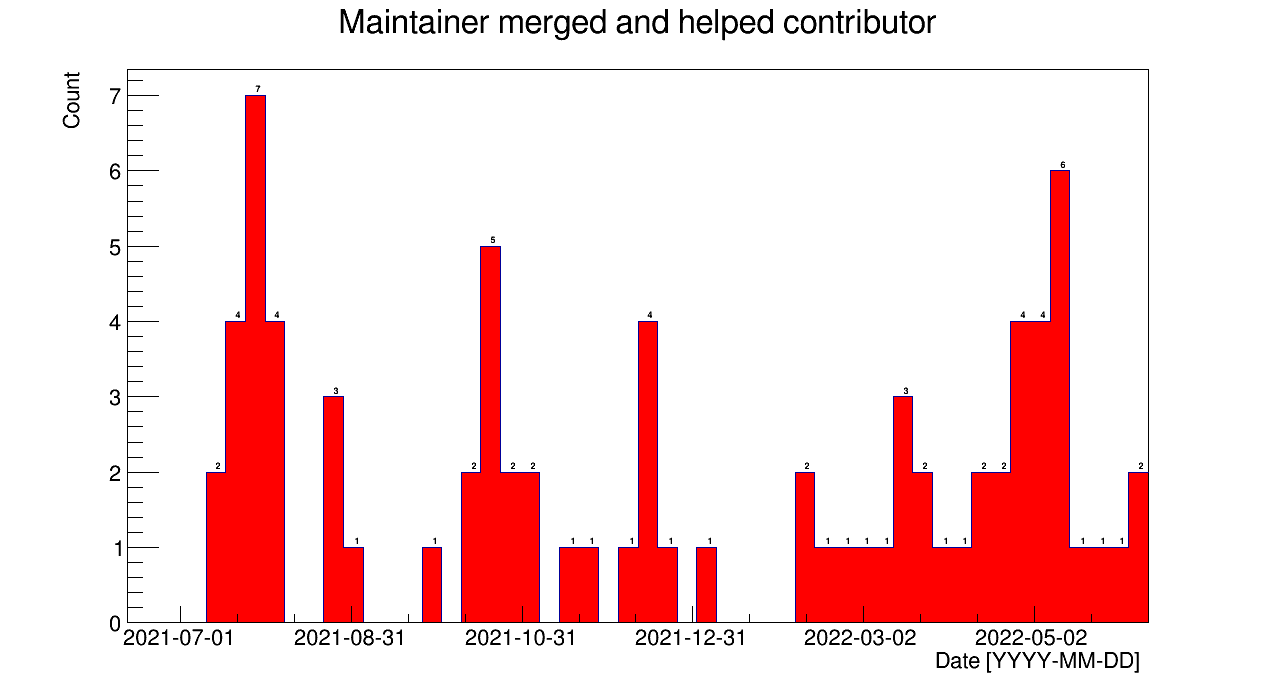 Maintainer merged and helped contributor
Count
7
6
5
4
3
2
1
0
2 4 7 4 3 1 1 2 5 2 2 1 1 1 4 1 1 2 1 1 1 1 3 2 1 1 2 2 4 4 6 1 1 1 2
2021-07-01 2021-08-31 2021-10-31 2021-12-31 2022-03-02 2022-05-02
Date [YYYY-MM-DD]